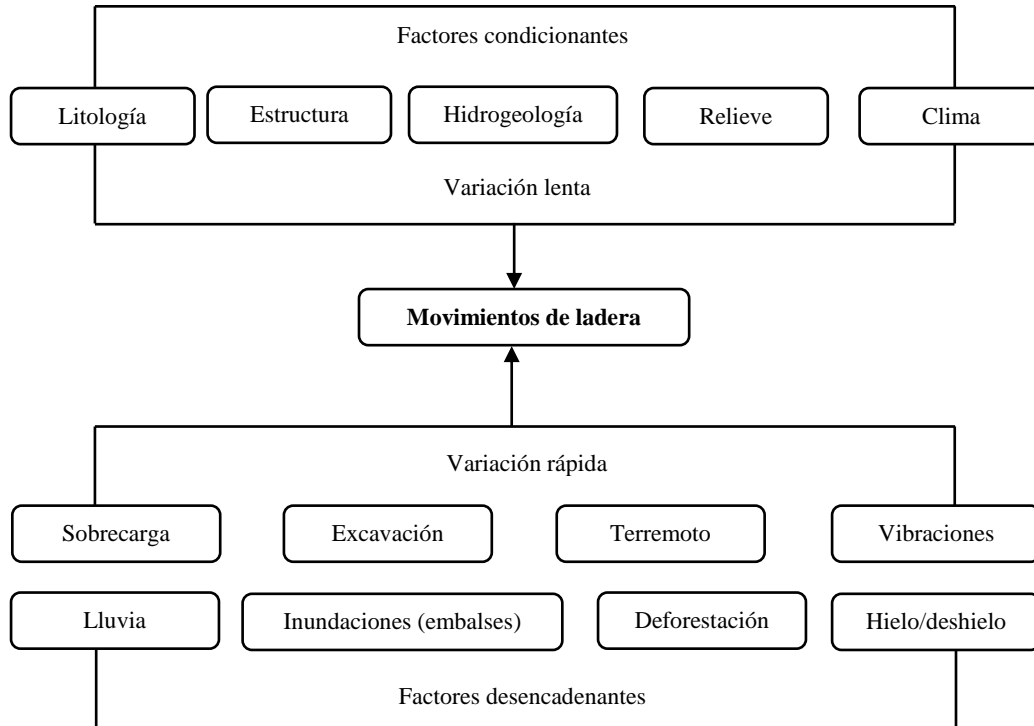 Factores condicionantes
Litología
Estructura
Hidrogeología
Relieve
Clima
Variación lenta
Movimientos de ladera
Variación rápida
Sobrecarga
Excavación
Terremoto
Vibraciones
Lluvia
Inundaciones (embalses)
Deforestación
Hielo/deshielo
Factores desencadenantes